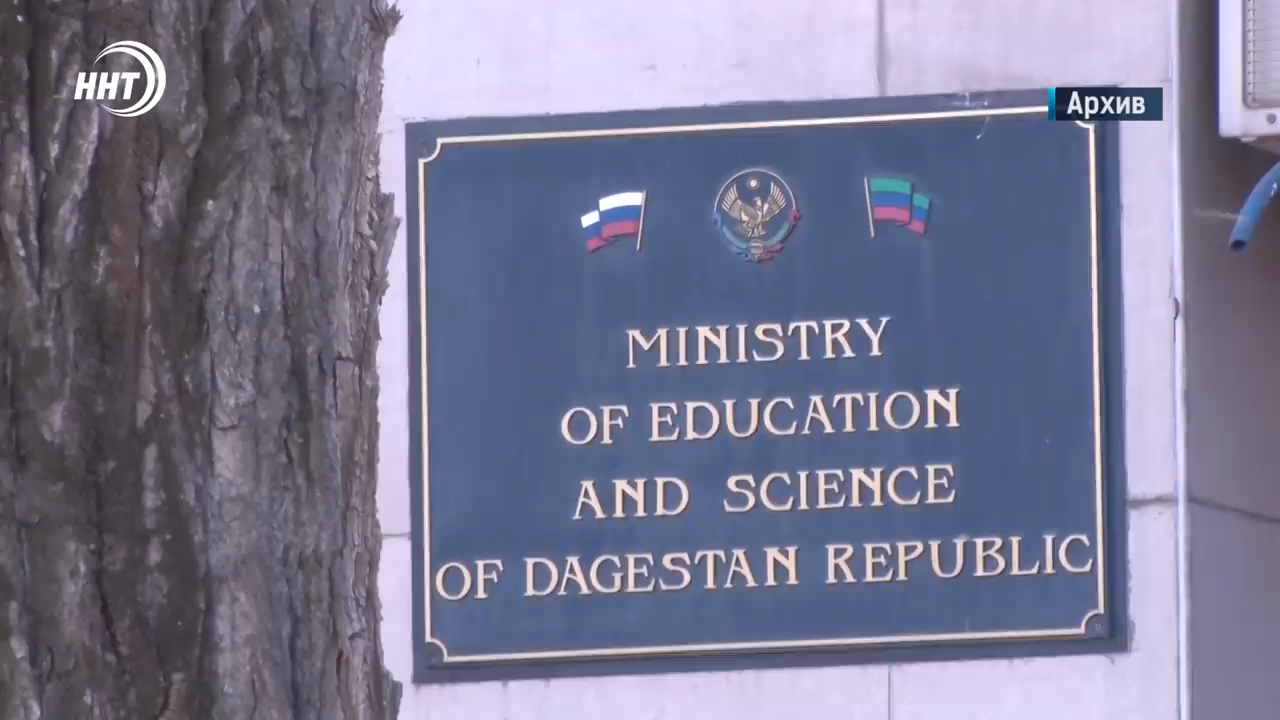 ННТ
Архив
MINISTRY
OF EDUCATION
AND SCIENCE
OF DAGESTAN REPUBLIC